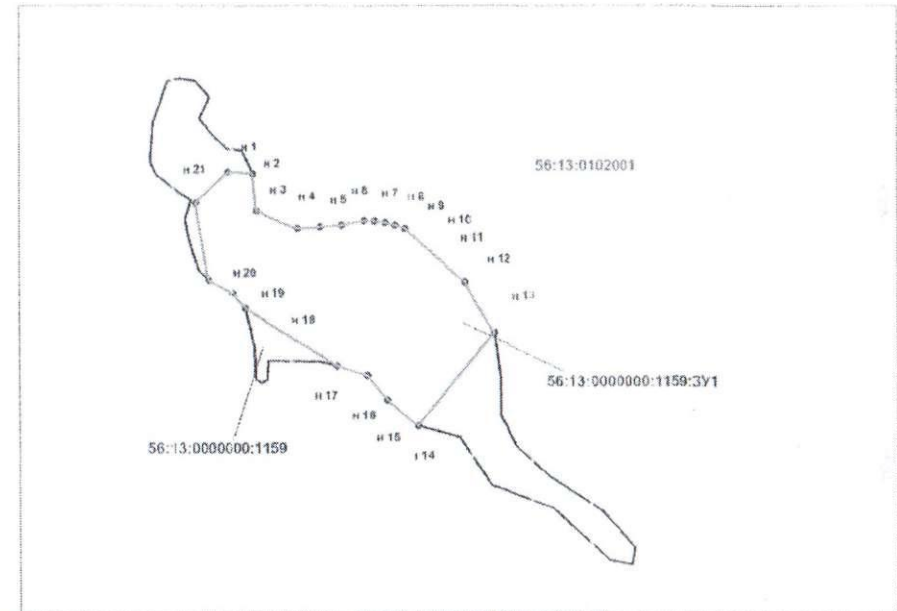 н 1
н 2
56:13:0102001
н 21
н 3
н 4
н 5
н 8
н 7
н 6
н 9
н 10
н 11
н 12
н 13
н 20
н 19
н 18
н 17
56:13:0000000:1159:ЗУ1
н 16
н 15
н 14
56:13:0000000:1159